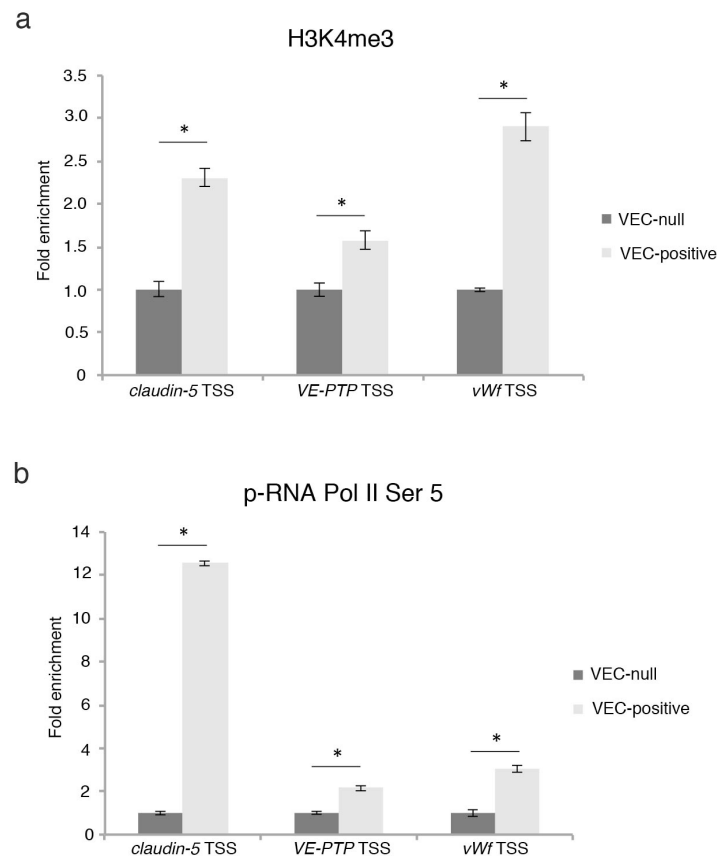 a
H3K4me3
3.5
3.0
2.5
2.0
1.5
1.0
0.5
0
Fold enrichment
*
*
*
claudin-5 TSS
VE-PTP TSS
vWf TSS
VEC-null
VEC-positive
b
p-RNA Pol II Ser 5
14
12
10
8
6
4
2
0
Fold enrichment
*
*
*
claudin-5 TSS
VE-PTP TSS
vWf TSS
VEC-null
VEC-positive